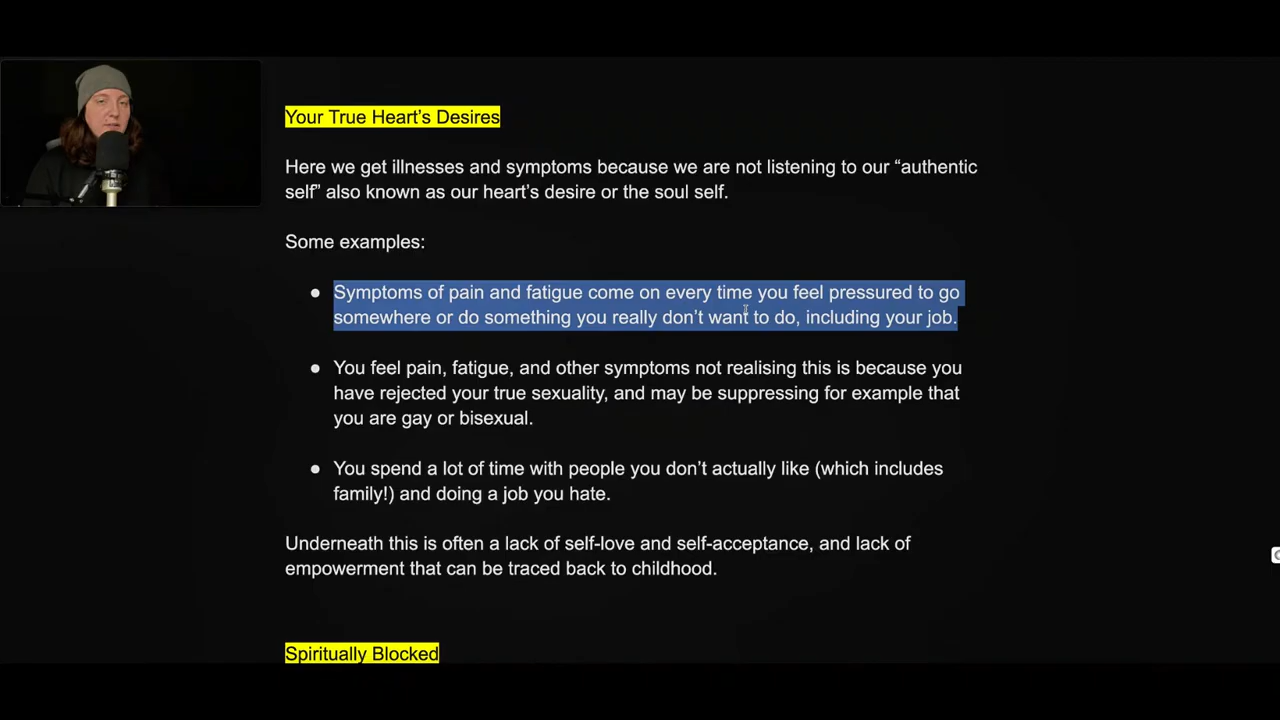 Your True Heart’s Desires
Here we get illnesses and symptoms because we are not listening to our “authentic
self” also known as our heart’s desire or the soul self.
Some examples:
● Symptoms of pain and fatigue come on every time you feel pressured to go
somewhere or do something you really don’t want to do, including your job.
● You feel pain, fatigue, and other symptoms not realising this is because you
have rejected your true sexuality, and may be suppressing for example that
you are gay or bisexual.
● You spend a lot of time with people you don’t actually like (which includes
family!) and doing a job you hate.
Underneath this is often a lack of self-love and self-acceptance, and lack of
empowerment that can be traced back to childhood.
Spiritually Blocked